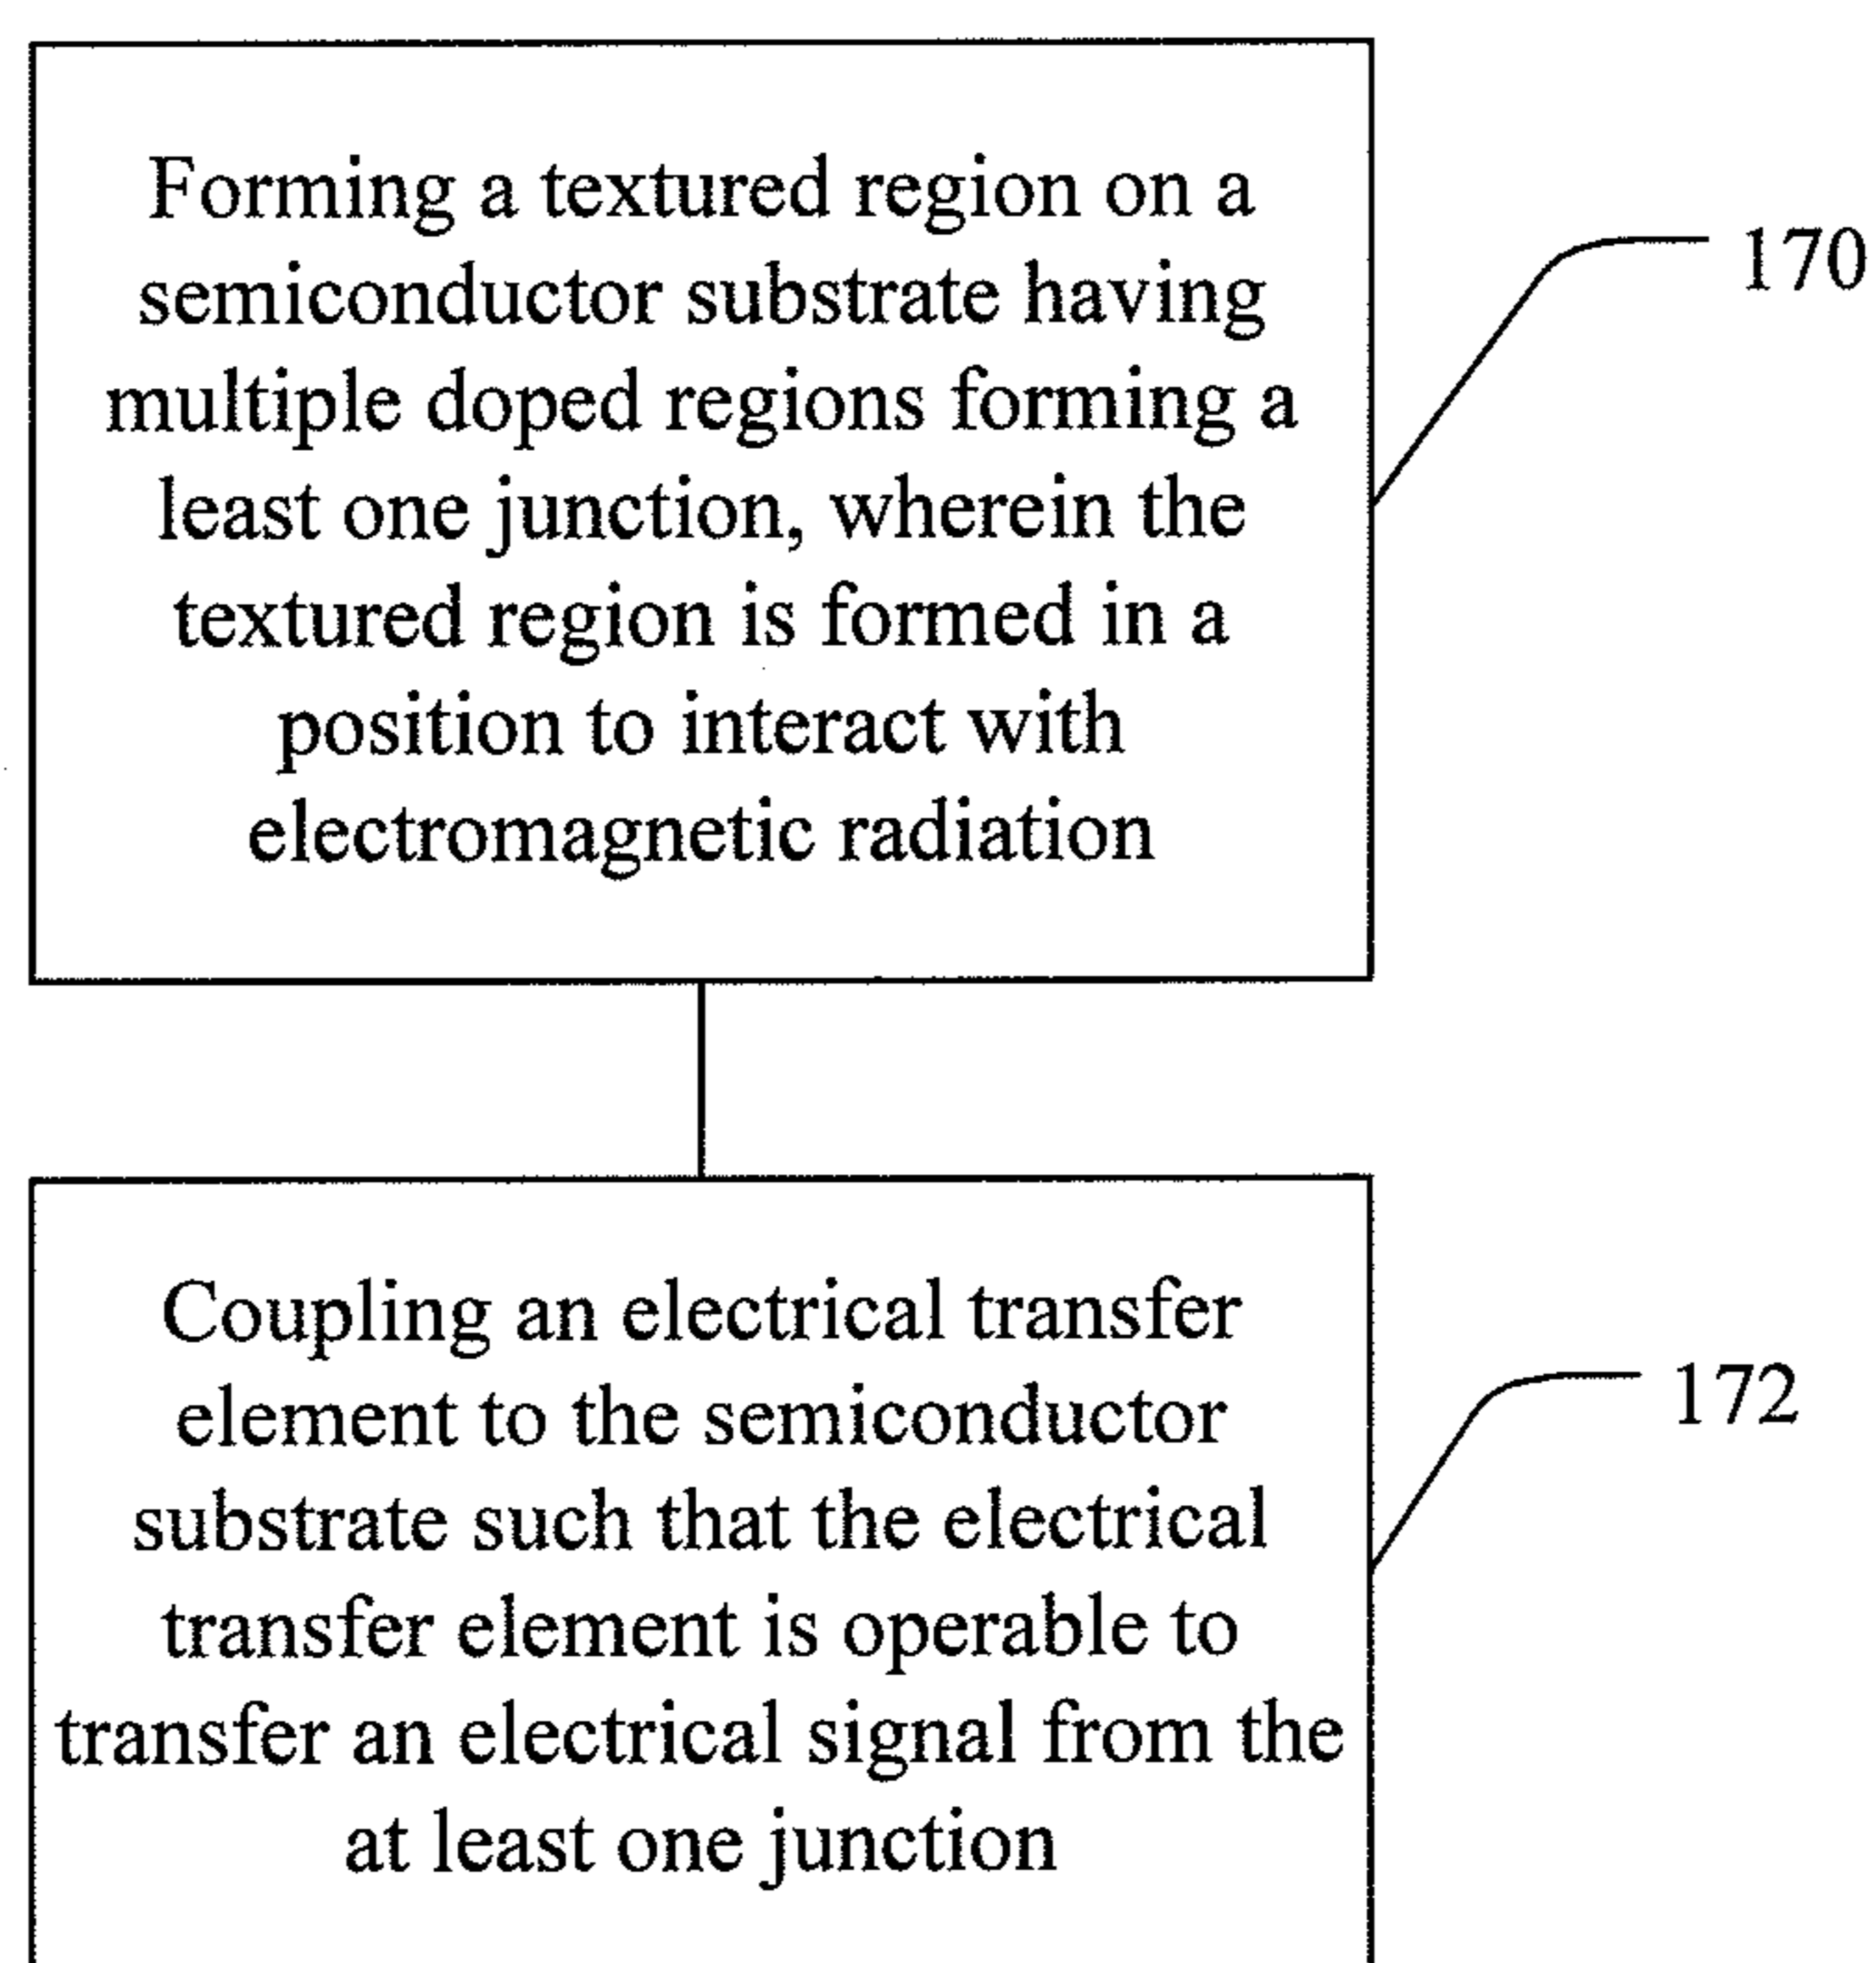 Forming a textured region on a
semiconductor substrate having
multiple doped regions forming a
least one junction, wherein the
textured region is formed in a
position to interact with
electromagnetic radiation
170
Coupling an electrical transfer
element to the semiconductor
substrate such that the electrical
transfer element is operable to
transfer an electrical signal from the
at least one junction
172